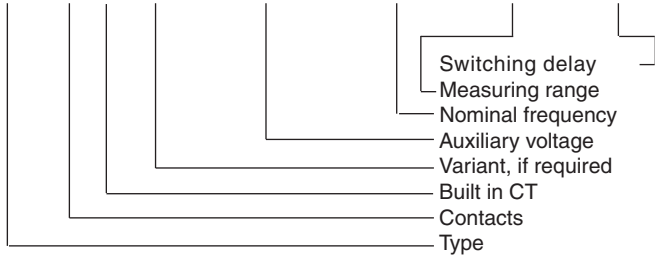 Switching delay
Measuring range
Nominal frequency
Auxiliary voltage
Variant, if required
Built in CT
Contacts
Type